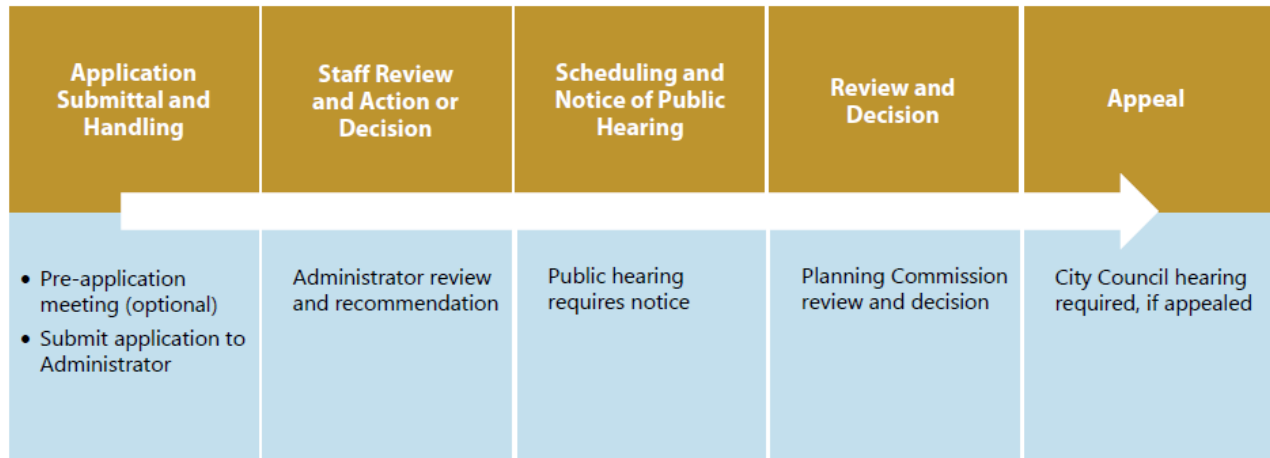 Application
Submittal and
Handling
Staff Review
and Action or
Decision
Scheduling and
Notice of Public
Hearing
Review and
Decision
Appeal
• Pre-application
meeting (optional)
• Submit application to
Administrator
Administrator review
and recommendation
Public hearing
requires notice
Planning Commission
review and decision
City Council hearing
required, if appealed